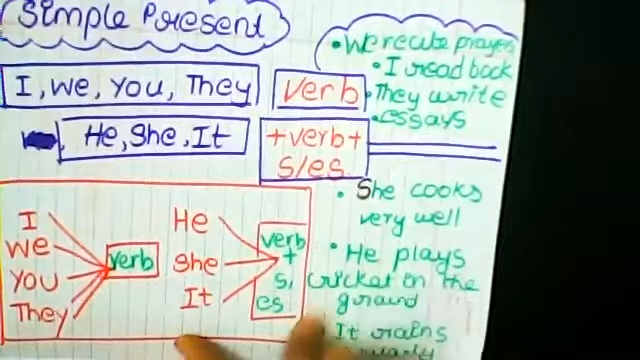 Simple Present
I, we, you, They
verb
• We recite prayer
• I read book
• They write
• essays
He, She, It
+verb+
s/es
I
We
You
They
verb
He
She
It
verb
+
s,
es
• She cooks
very well
• He plays
cricket in the
ground
It rains